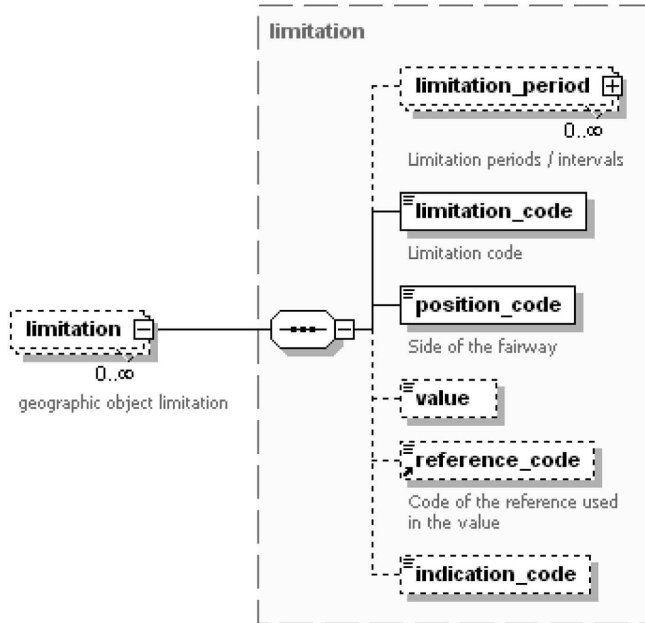 limitation
limitation_period
0..∞
Limitation periods / intervals
limitation_code
Limitation code
position_code
Side of the fairway
limitation
0..∞
geographic object limitation
value
reference_code
Code of the reference used
in the value
indication_code